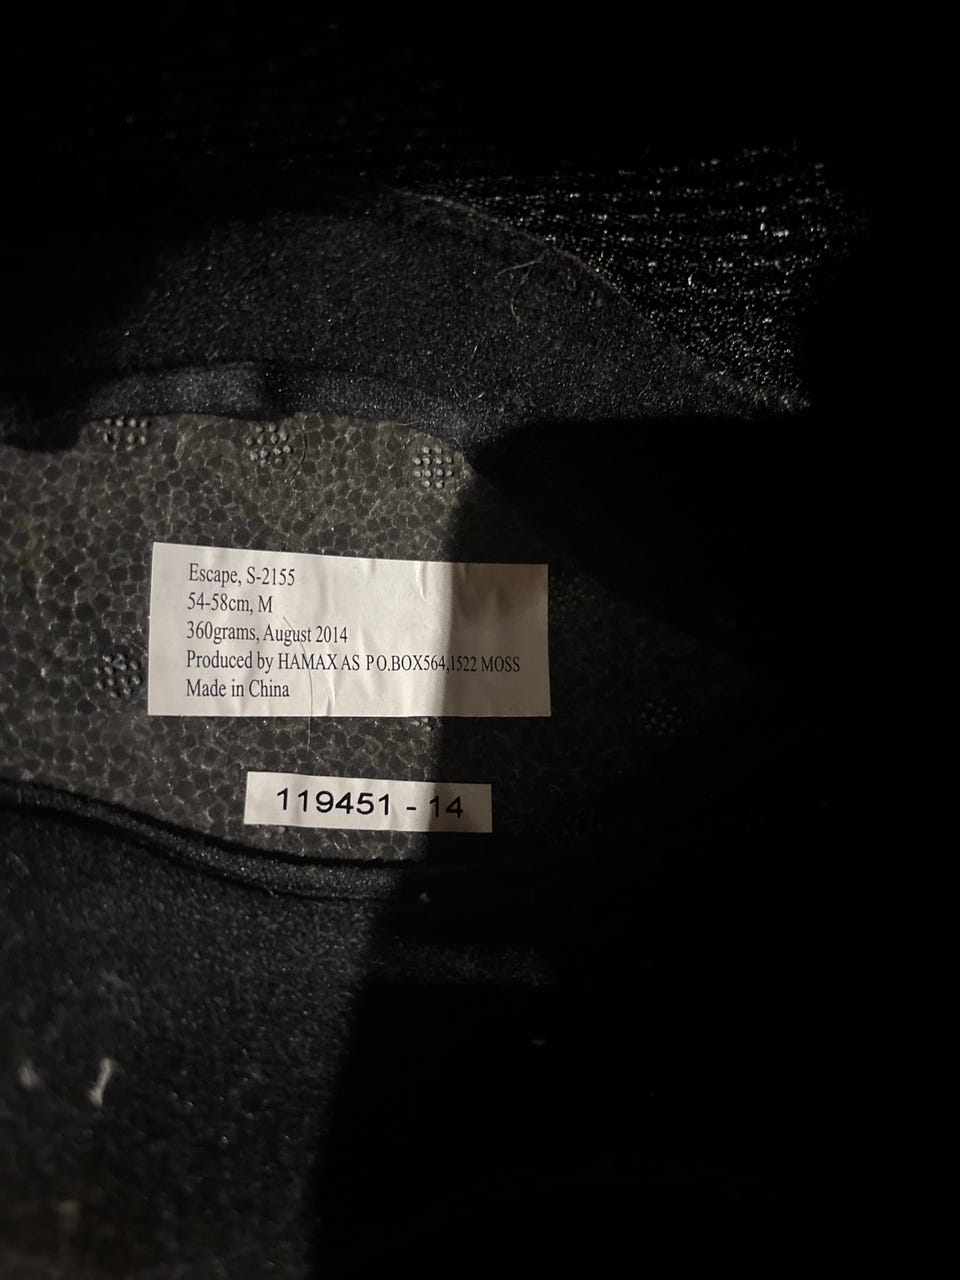 Escape, S-2155
54-58cm, M
360grams, August 2014
Produced by HAMAX AS P O.BOX564,1522 MOSS
Made in China
119451 - 14